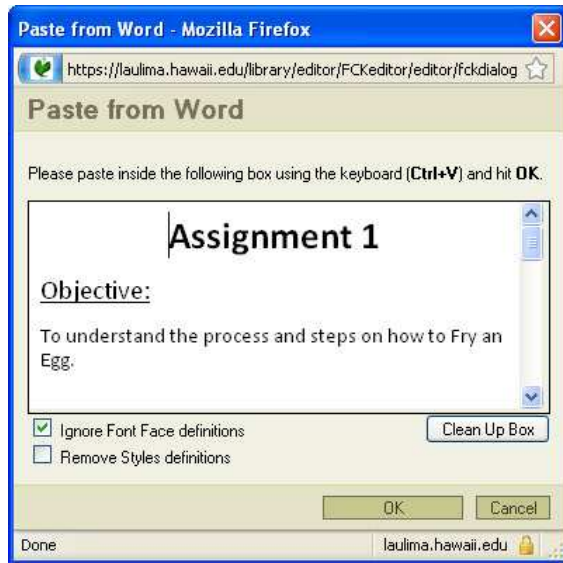 Paste from Word - Mozilla Firefox
https://laulima.hawaii.edu/library/editor/FCKeditor/editor/fckdialog
Paste from Word
Please paste inside the following box using the keyboard (Ctrl+V) and hit OK.
Assignment 1
Objective:
To understand the process and steps on how to Fry an
Egg.
Ignore Font Face definitions
Clean Up Box
Remove Styles definitions
OK
Cancel
Done
laulima.hawaii.edu